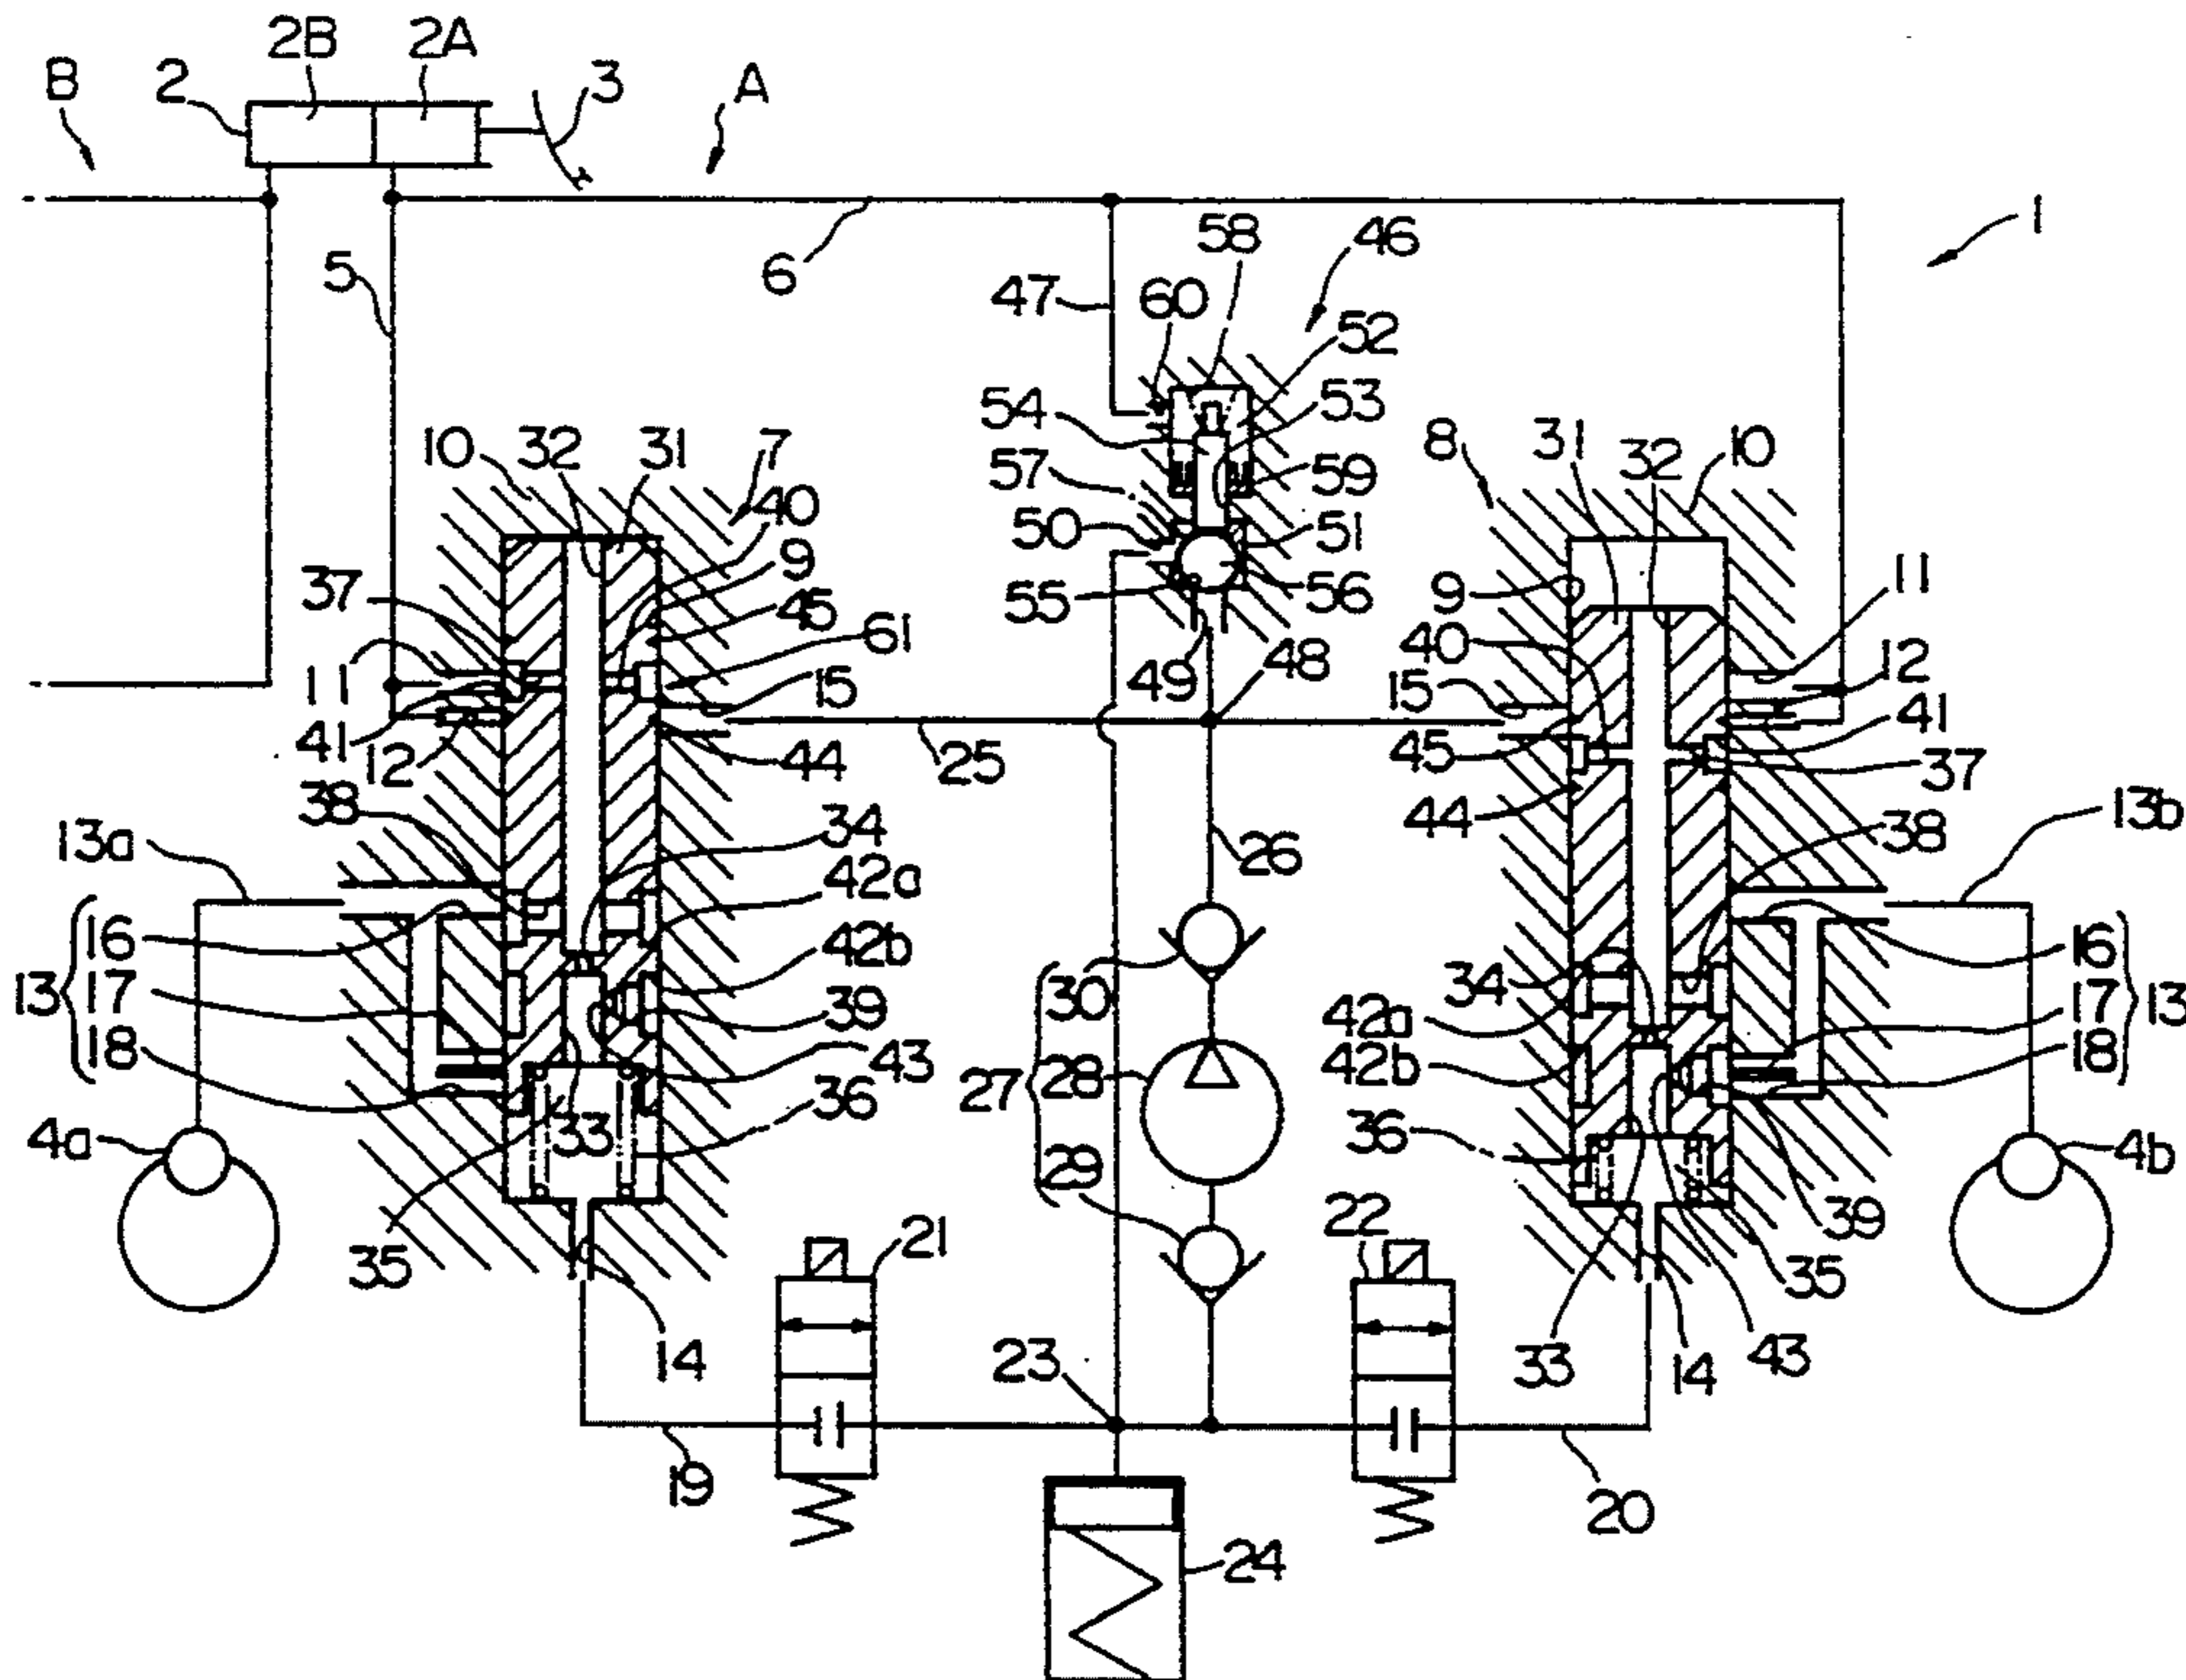 2B 2A
B 2 3 A
1
5 6 58 46
47 60 52
54 53
10 32 31 7 57 59 8 31 32 10
40 50 51
37 9 55 56 9 11
45 40
11 61 49 48 15 12
41 15 45 41
12 44 25 44 37
38 34 26 13b
13a 42a 38
16 42b 30 34 16
13 17 39 42a 17 13
18 43 27 28 42b 18
4a 33 36 29 36 4b
35 21 22 39
14 23 33 14 43 35
19 20
24